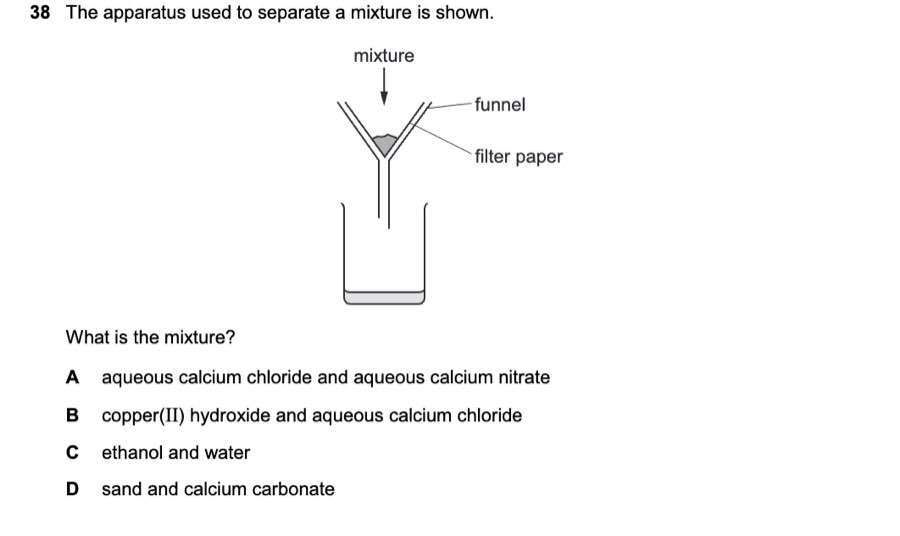 38 The apparatus used to separate a mixture is shown.
mixture
funnel
filter paper
What is the mixture?
A aqueous calcium chloride and aqueous calcium nitrate
B copper(II) hydroxide and aqueous calcium chloride
C ethanol and water
D sand and calcium carbonate